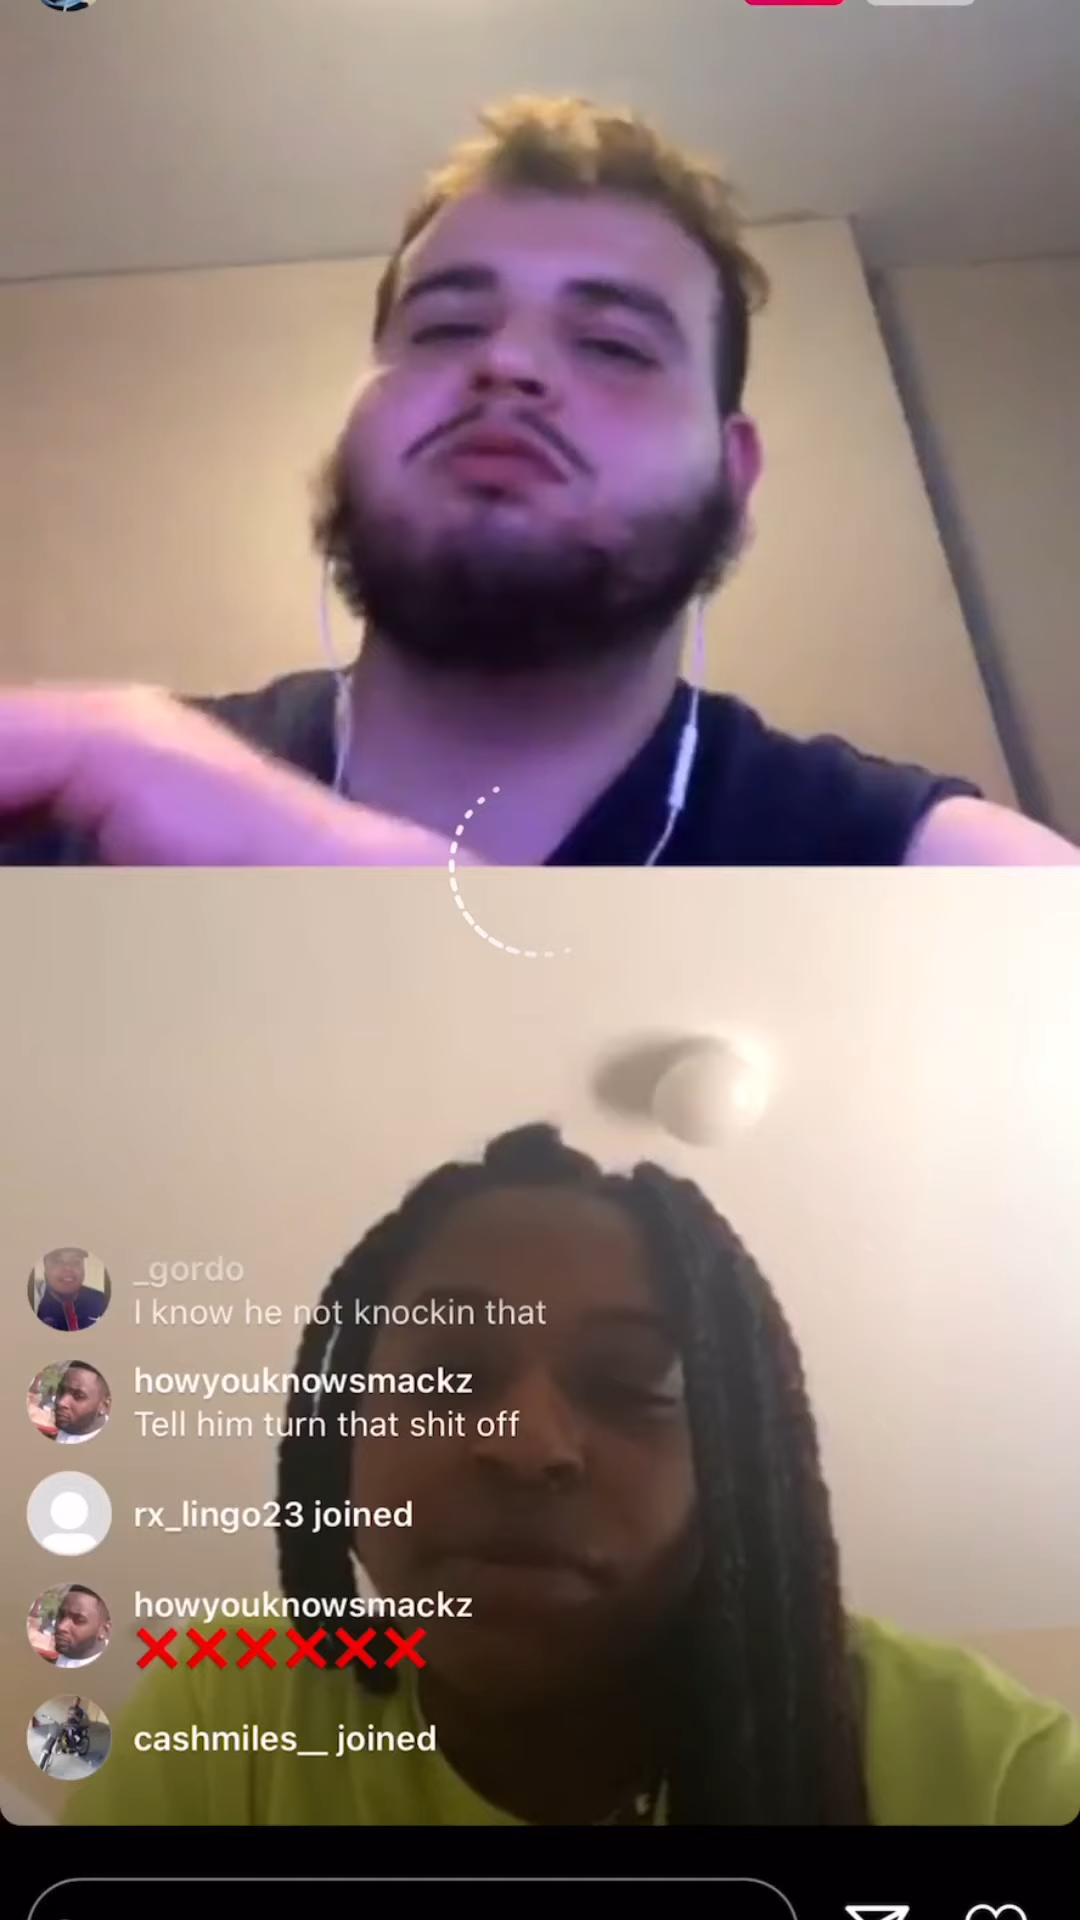 _gordo
I know he not knockin that
howyouknowsmackz
Tell him turn that shit off
rx_lingo23 joined
howyouknowsmackz
❌❌❌❌❌❌
cashmiles__ joined